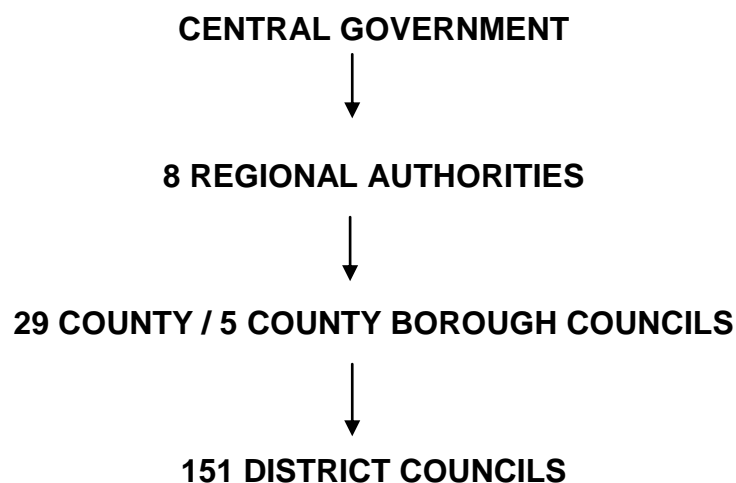 CENTRAL GOVERNMENT
8 REGIONAL AUTHORITIES
29 COUNTY / 5 COUNTY BOROUGH COUNCILS
151 DISTRICT COUNCILS